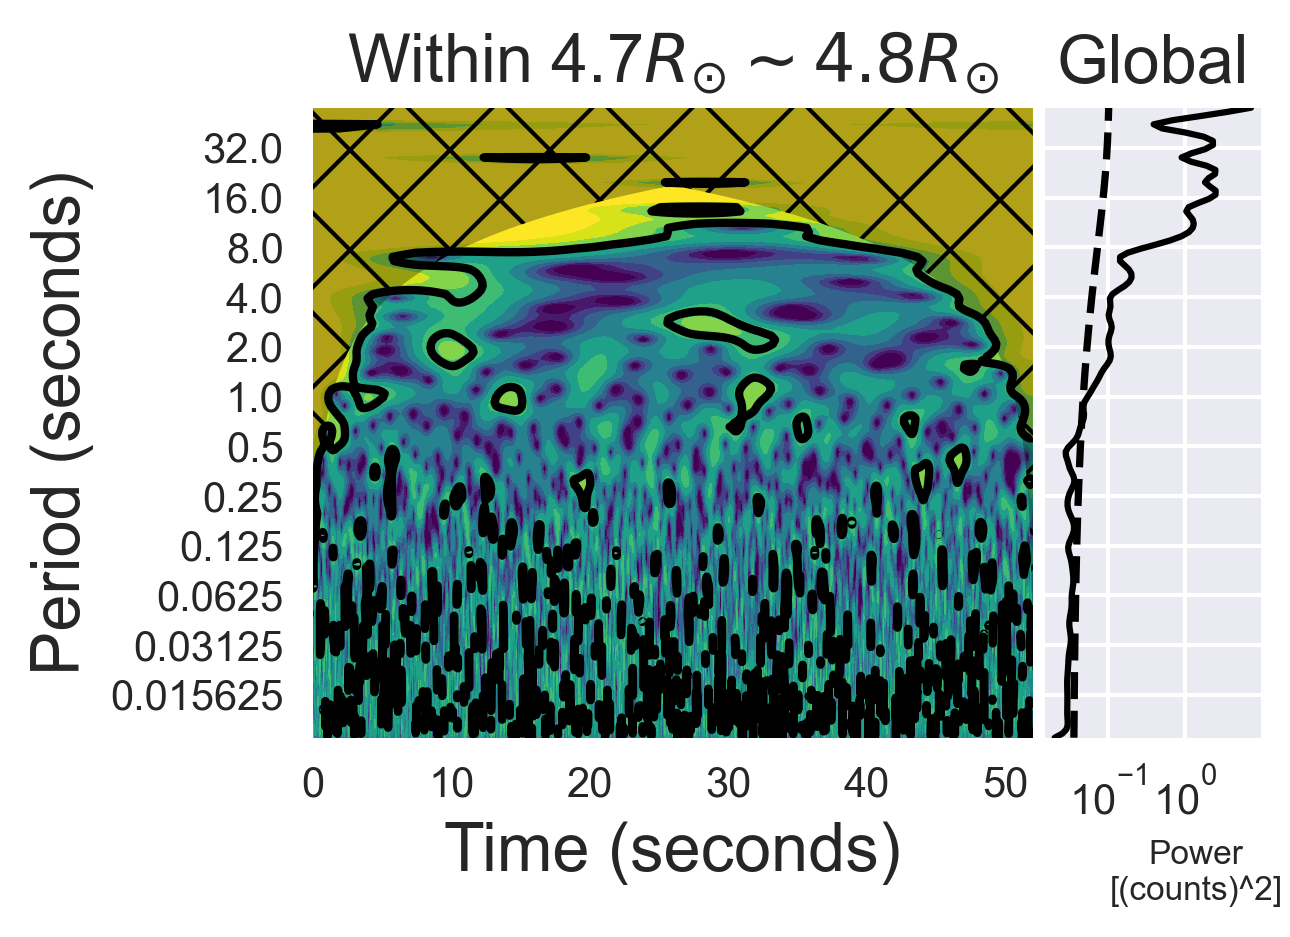 Within 4.7R☉ ~ 4.8R☉
Global
Period (seconds)
32.0
16.0
8.0
4.0
2.0
1.0
0.5
0.25
0.125
0.0625
0.03125
0.015625
0 10 20 30 40 50
Time (seconds)
10⁻¹ 10⁰
Power
[(counts)^2]